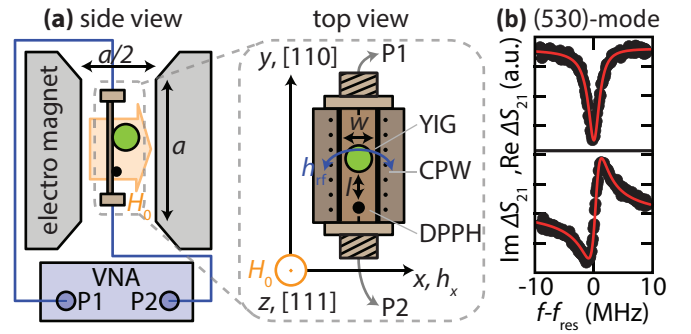 (a) side view
top view
(b) (530)-mode
a/2
electro magnet
a
H₀
VNA
P1
P2
y, [110]
P1
w
YIG
hrf
CPW
l
DPPH
H₀
x, hₓ
z, [111]
P2
Im ΔS₂₁ , Re ΔS₂₁ (a.u.)
-10
0
10
f-fres (MHz)